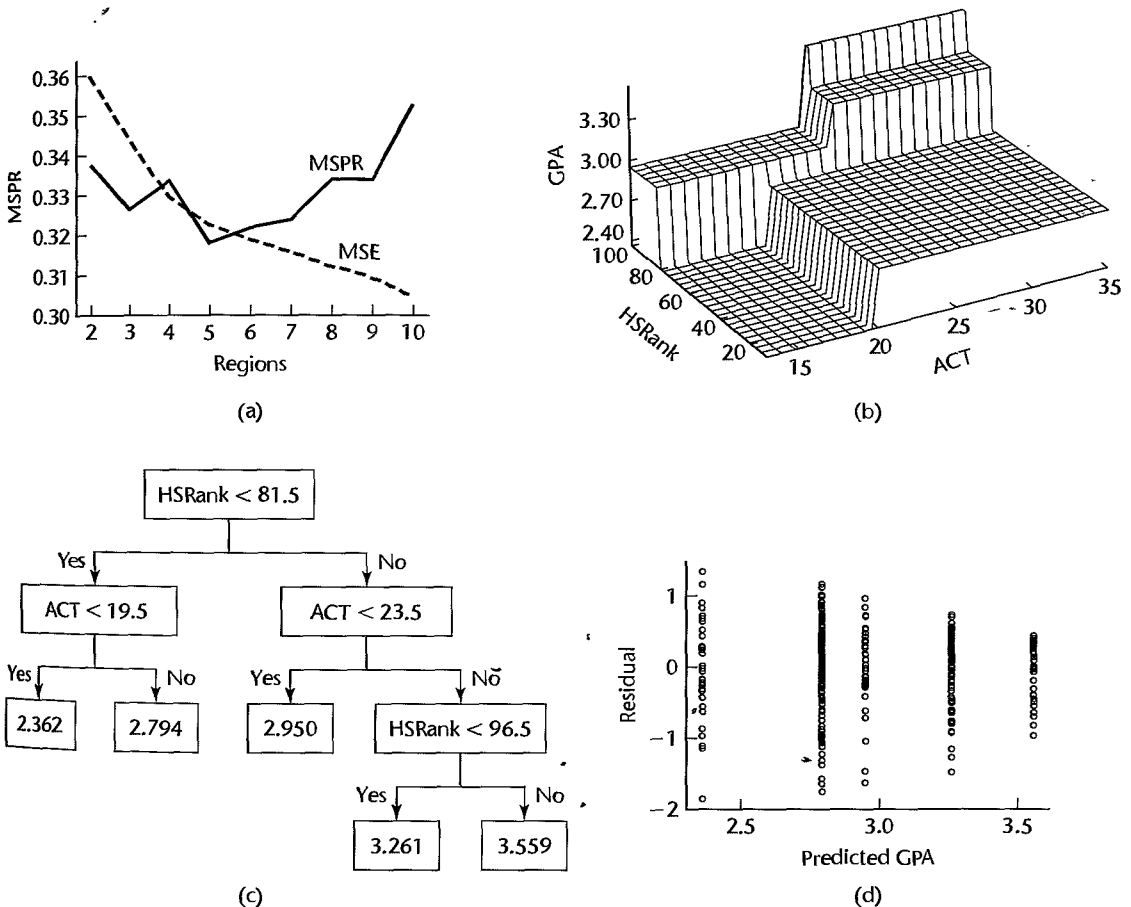 0.36
0.35
0.34
0.33
0.32
0.31
0.30
MSPR
MSPR
MSE
2 3 4 5 6 7 8 9 10
Regions
(a)
GPA
3.30
3.00
2.70
2.40
100
80
60
40
20
HSRank
15
20
25
30
35
ACT
(b)
HSRank < 81.5
Yes No
ACT < 19.5 ACT < 23.5
Yes No Yes No
2.362 2.794 2.950 HSRank < 96.5
Yes No
3.261 3.559
(c)
Residual
1
0
−1
−2
2.5 3.0 3.5
Predicted GPA
(d)